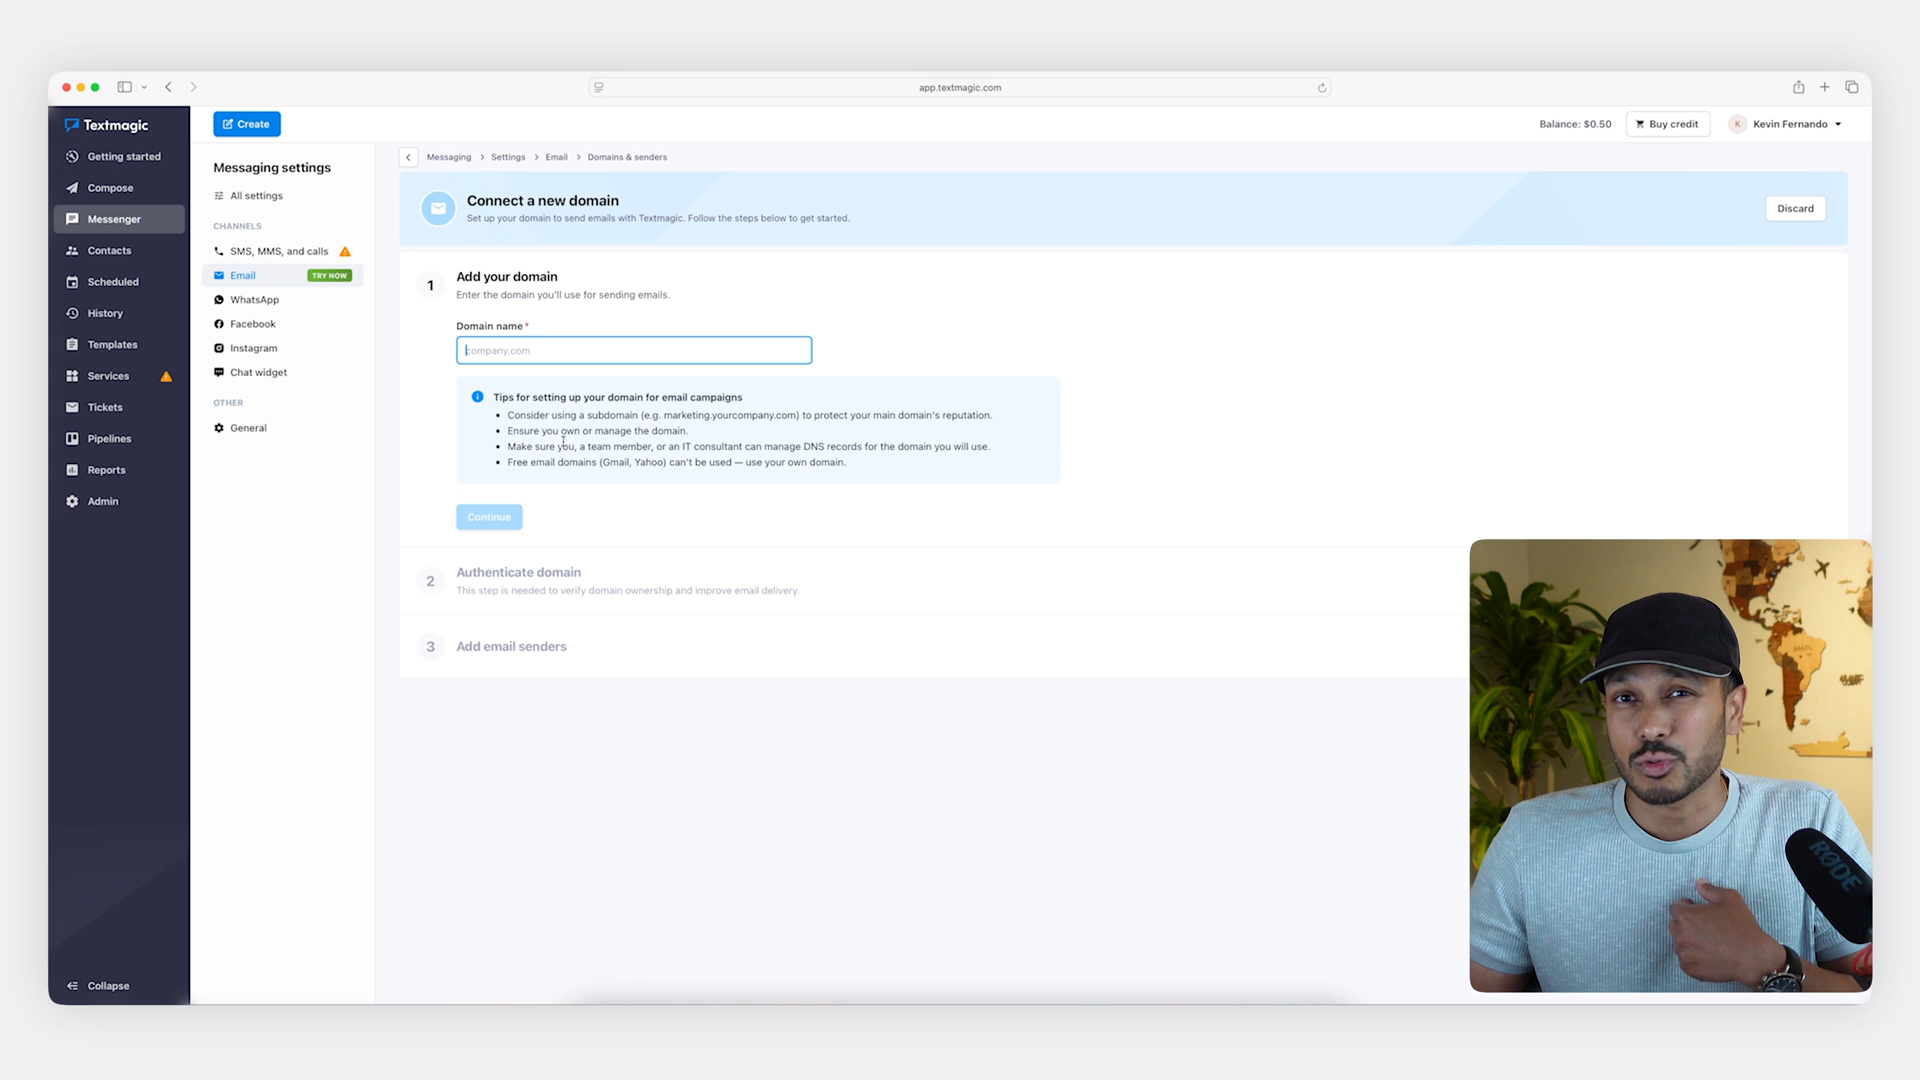 app.textmagic.com
Textmagic
Create
Balance: $0.50
Buy credit
K
Kevin Fernando
Getting started
Compose
Messenger
Contacts
Scheduled
History
Templates
Services
Tickets
Pipelines
Reports
Admin
Collapse
Messaging settings
All settings
CHANNELS
SMS, MMS, and calls
Email
TRY NOW
WhatsApp
Facebook
Instagram
Chat widget
OTHER
General
Messaging > Settings > Email > Domains & senders
Connect a new domain
Set up your domain to send emails with Textmagic. Follow the steps below to get started.
Discard
1
Add your domain
Enter the domain you'll use for sending emails.
Domain name *
company.com
Tips for setting up your domain for email campaigns
• Consider using a subdomain (e.g. marketing.yourcompany.com) to protect your main domain's reputation.
• Ensure you own or manage the domain.
• Make sure you, a team member, or an IT consultant can manage DNS records for the domain you will use.
• Free email domains (Gmail, Yahoo) can't be used — use your own domain.
Continue
2
Authenticate domain
This step is needed to verify domain ownership and improve email delivery.
3
Add email senders
BRAZIL
RØDE